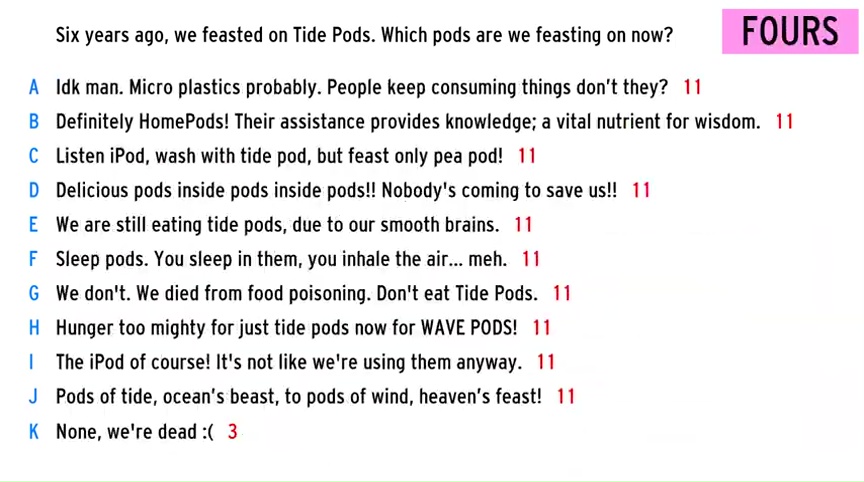 Six years ago, we feasted on Tide Pods. Which pods are we feasting on now?
FOURS
A Idk man. Micro plastics probably. People keep consuming things don't they? 11
B Definitely HomePods! Their assistance provides knowledge; a vital nutrient for wisdom. 11
C Listen iPod, wash with tide pod, but feast only pea pod! 11
D Delicious pods inside pods inside pods!! Nobody's coming to save us!! 11
E We are still eating tide pods, due to our smooth brains. 11
F Sleep pods. You sleep in them, you inhale the air... meh. 11
G We don't. We died from food poisoning. Don't eat Tide Pods. 11
H Hunger too mighty for just tide pods now for WAVE PODS! 11
I The iPod of course! It's not like we're using them anyway. 11
J Pods of tide, ocean's beast, to pods of wind, heaven's feast! 11
K None, we're dead :( 3